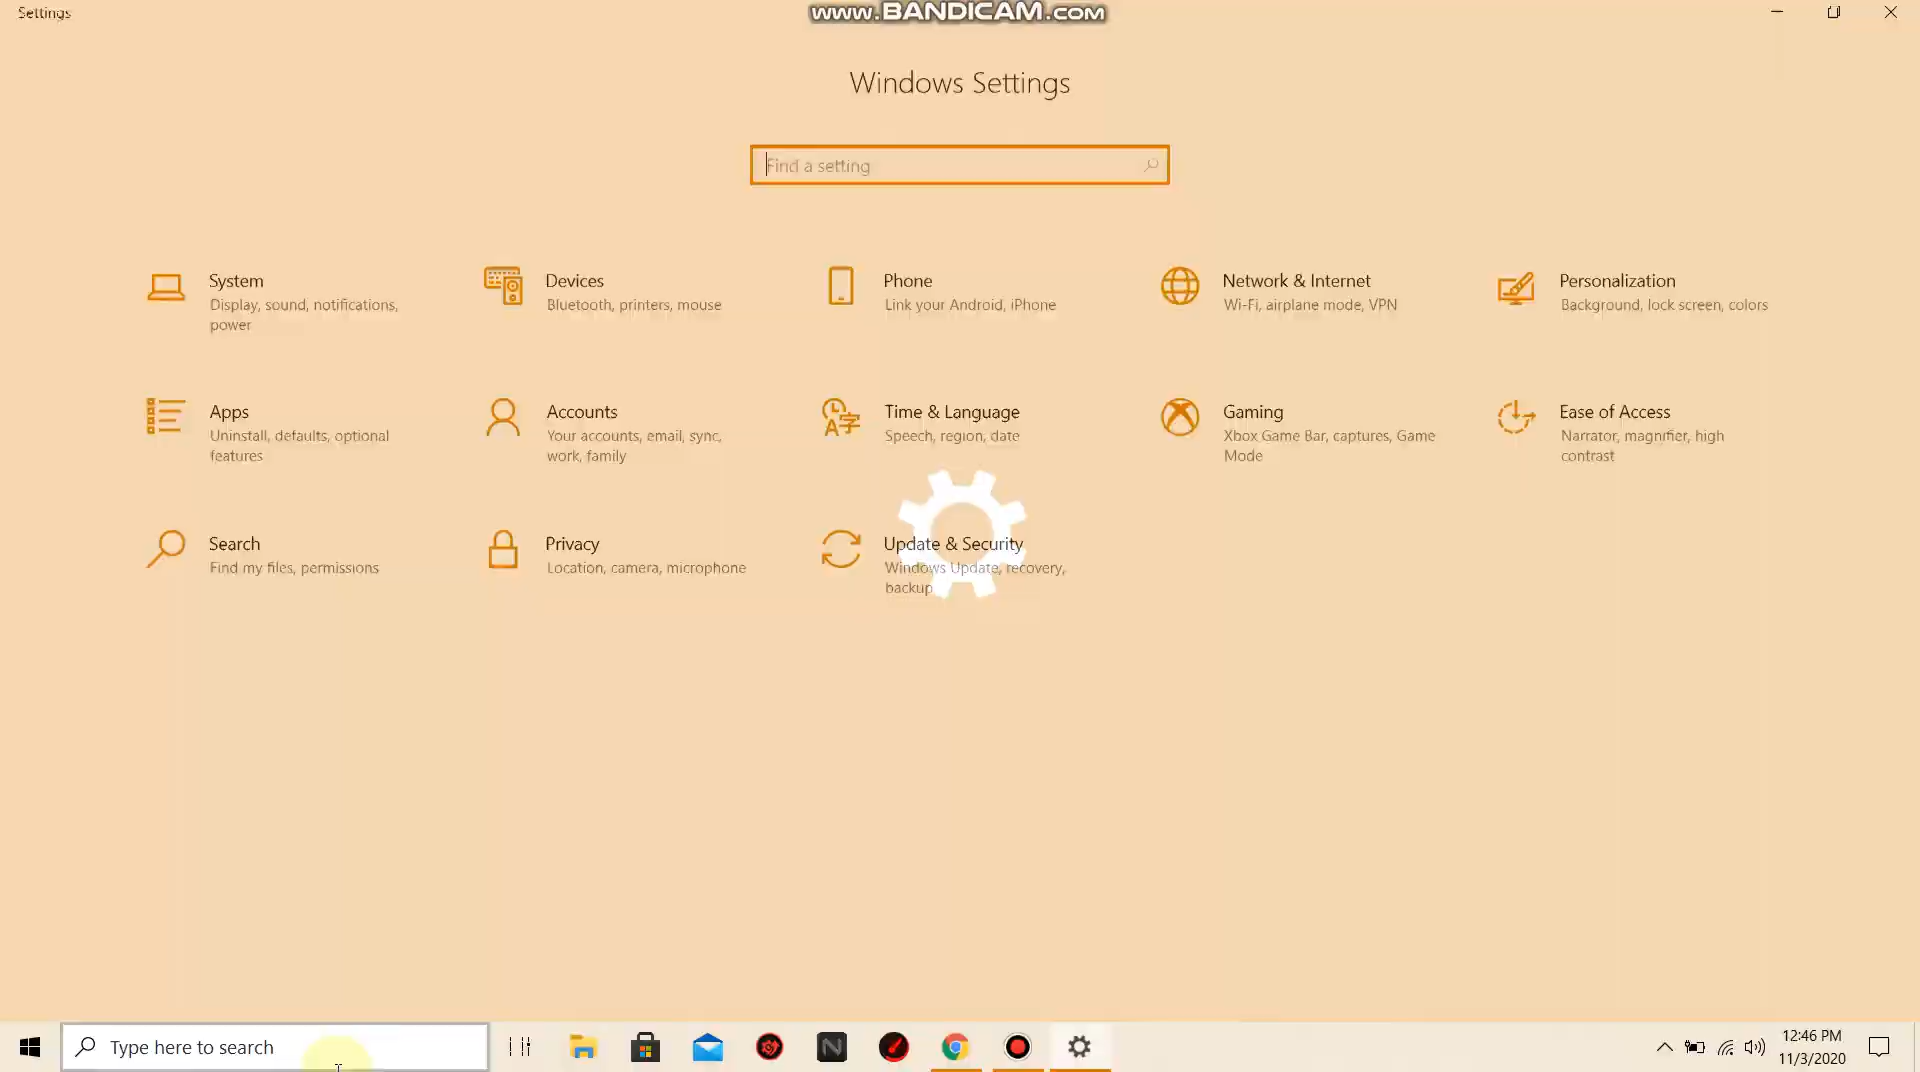 Settings
www.BANDICAM.com
Windows Settings
Find a setting
System
Display, sound, notifications,
power
Devices
Bluetooth, printers, mouse
Phone
Link your Android, iPhone
Network & Internet
Wi-Fi, airplane mode, VPN
Personalization
Background, lock screen, colors
Apps
Uninstall, defaults, optional
features
Accounts
Your accounts, email, sync,
work, family
Time & Language
Speech, region, date
Gaming
Xbox Game Bar, captures, Game
Mode
Ease of Access
Narrator, magnifier, high
contrast
Search
Find my files, permissions
Privacy
Location, camera, microphone
Update & Security
Windows Update, recovery,
backup
Type here to search
12:46 PM
11/3/2020